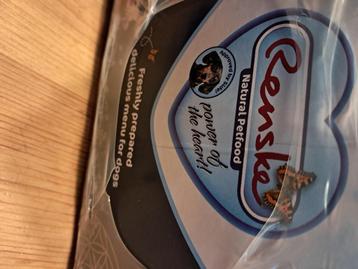 Renske
Natural Petfood
power of
the heart!
Freshly prepared
delicious menu for dogs